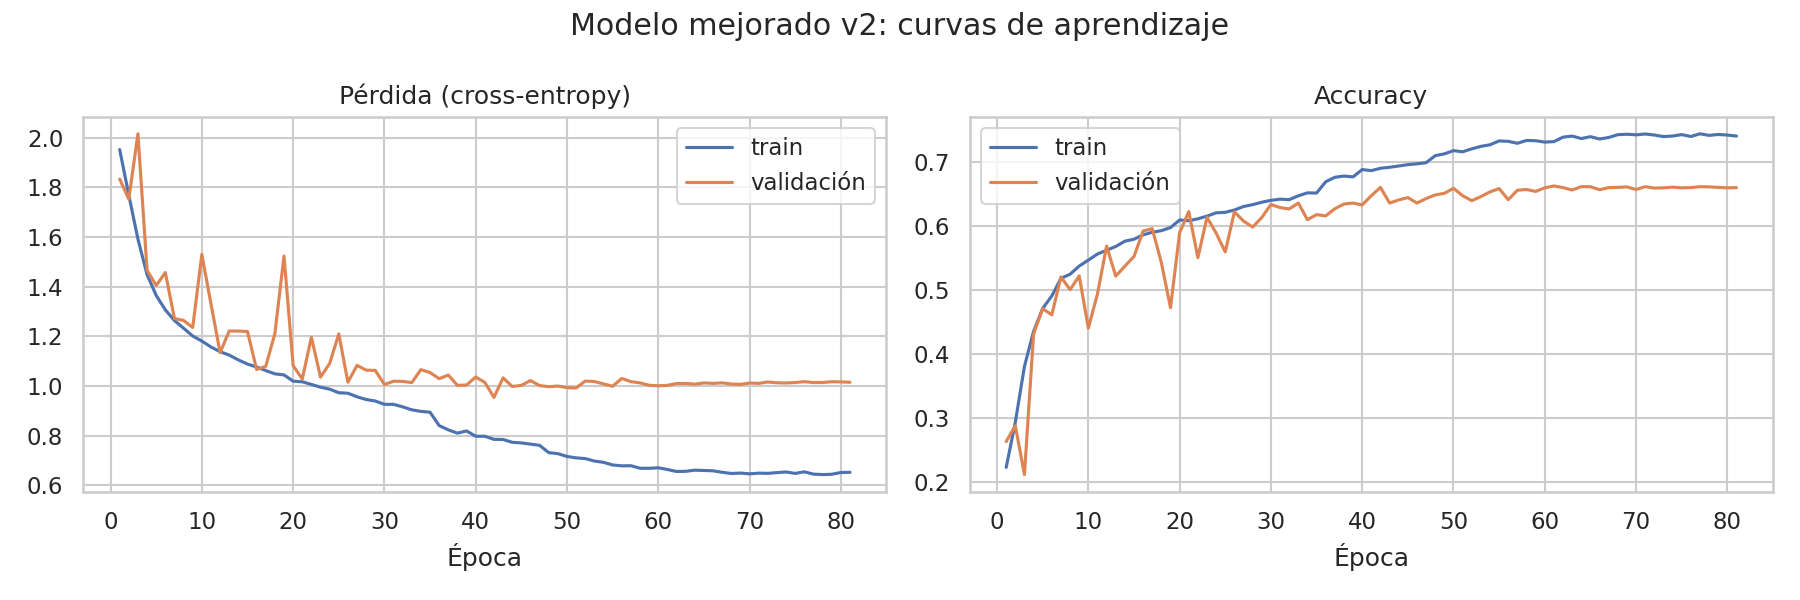 Modelo mejorado v2: curvas de aprendizaje
Pérdida (cross-entropy)
train
validación
2.0
1.8
1.6
1.4
1.2
1.0
0.8
0.6
0 10 20 30 40 50 60 70 80
Época
Accuracy
train
validación
0.7
0.6
0.5
0.4
0.3
0.2
0 10 20 30 40 50 60 70 80
Época